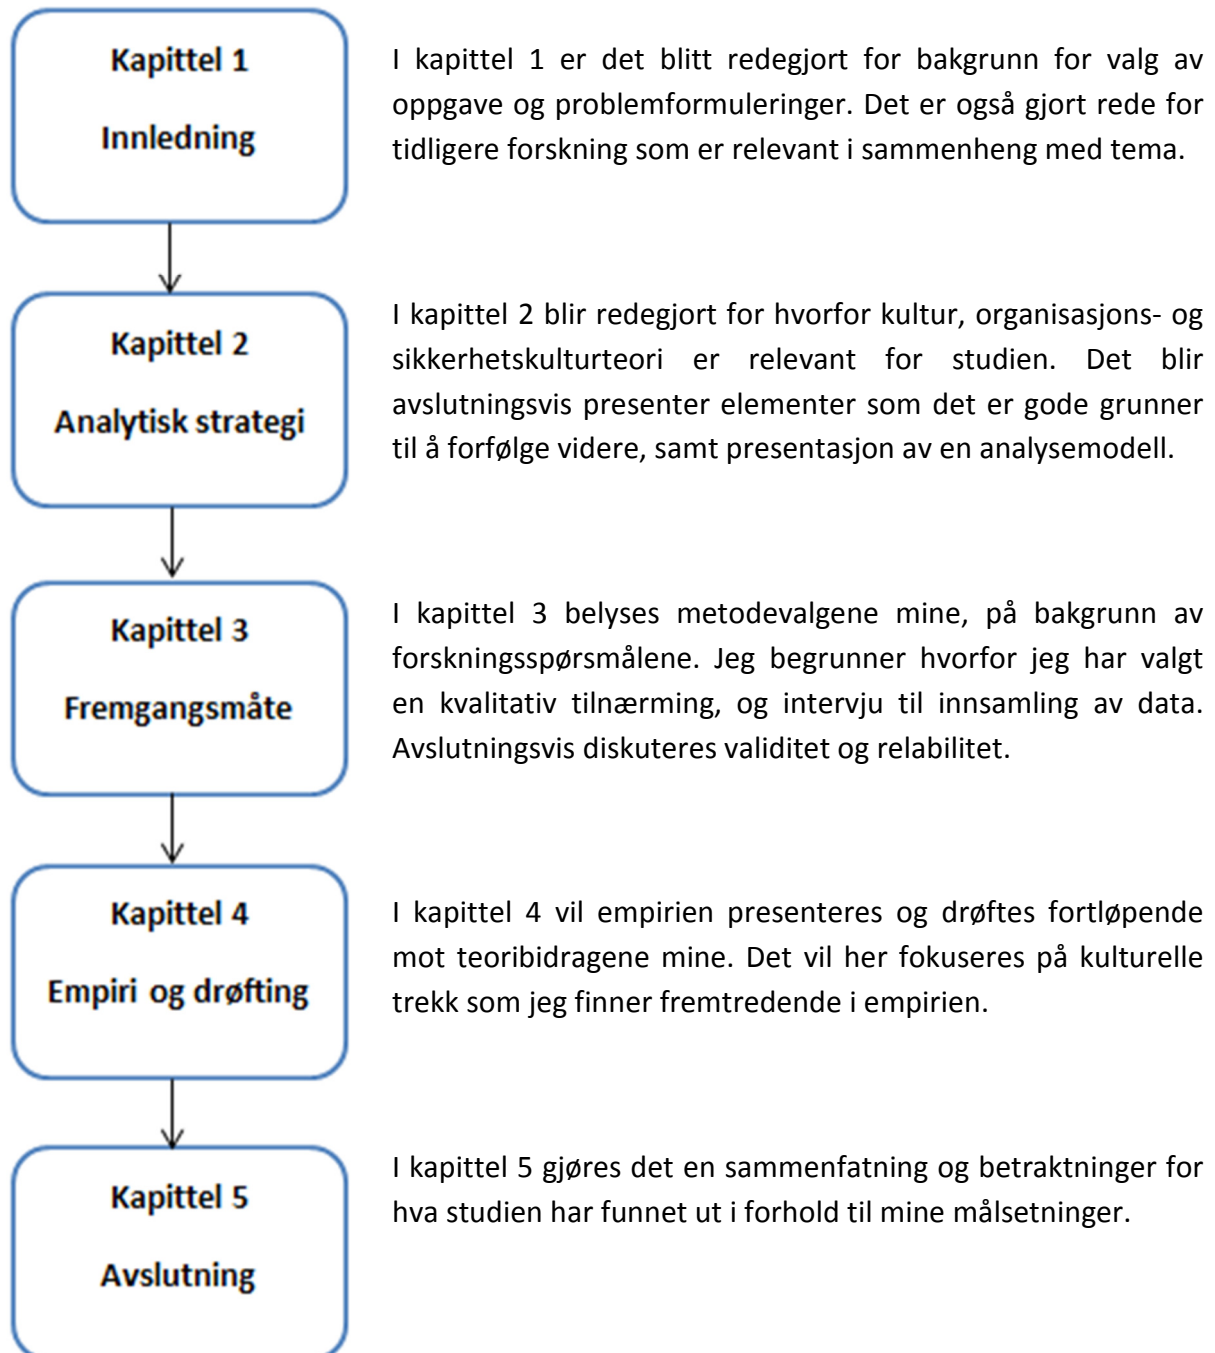 Kapittel 1
Innledning
I kapittel 1 er det blitt redegjort for bakgrunn for valg av
oppgave og problemformuleringer. Det er også gjort rede for
tidligere forskning som er relevant i sammenheng med tema.
Kapittel 2
Analytisk strategi
I kapittel 2 blir redegjort for hvorfor kultur, organisasjons- og
sikkerhetskulturteori er relevant for studien. Det blir
avslutningsvis presenter elementer som det er gode grunner
til å forfølge videre, samt presentasjon av en analysemodell.
Kapittel 3
Fremgangsmåte
I kapittel 3 belyses metodevalgene mine, på bakgrunn av
forskningsspørsmålene. Jeg begrunner hvorfor jeg har valgt
en kvalitativ tilnærming, og intervju til innsamling av data.
Avslutningsvis diskuteres validitet og relabilitet.
Kapittel 4
Empiri og drøfting
I kapittel 4 vil empirien presenteres og drøftes fortløpende
mot teoribidragene mine. Det vil her fokuseres på kulturelle
trekk som jeg finner fremtredende i empirien.
Kapittel 5
Avslutning
I kapittel 5 gjøres det en sammenfatning og betraktninger for
hva studien har funnet ut i forhold til mine målsetninger.